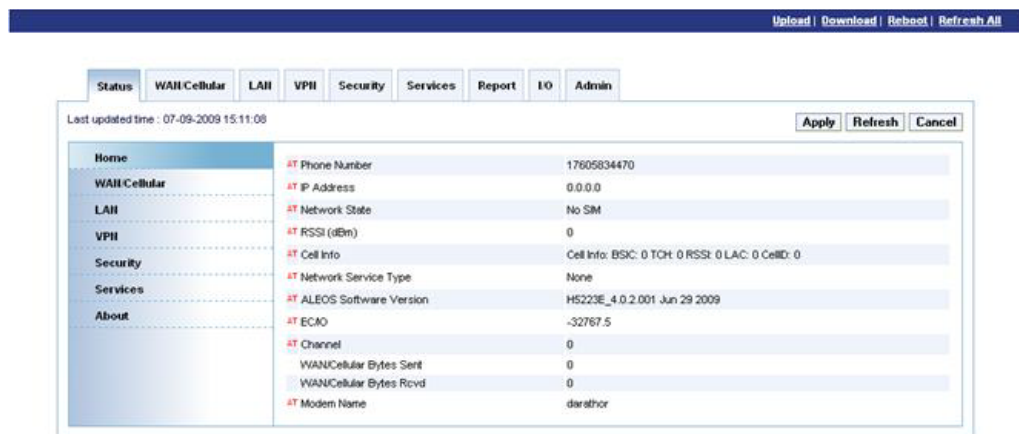 Upload | Download | Reboot | Refresh All
Status WAN/Cellular LAN VPN Security Services Report I/O Admin
Last updated time : 07-09-2009 15:11:08
Apply Refresh Cancel
Home
WAN/Cellular
LAN
VPN
Security
Services
About
AT Phone Number 17605834470
AT IP Address 0.0.0.0
AT Network State No SIM
AT RSSI (dBm) 0
AT Cell Info Cell Info: BSIC: 0 TCH: 0 RSSI: 0 LAC: 0 CellID: 0
AT Network Service Type None
AT ALEOS Software Version H5223E_4.0.2.001 Jun 29 2009
AT EC/IO -32767.5
AT Channel 0
WAN/Cellular Bytes Sent 0
WAN/Cellular Bytes Rcvd 0
AT Modem Name darathor